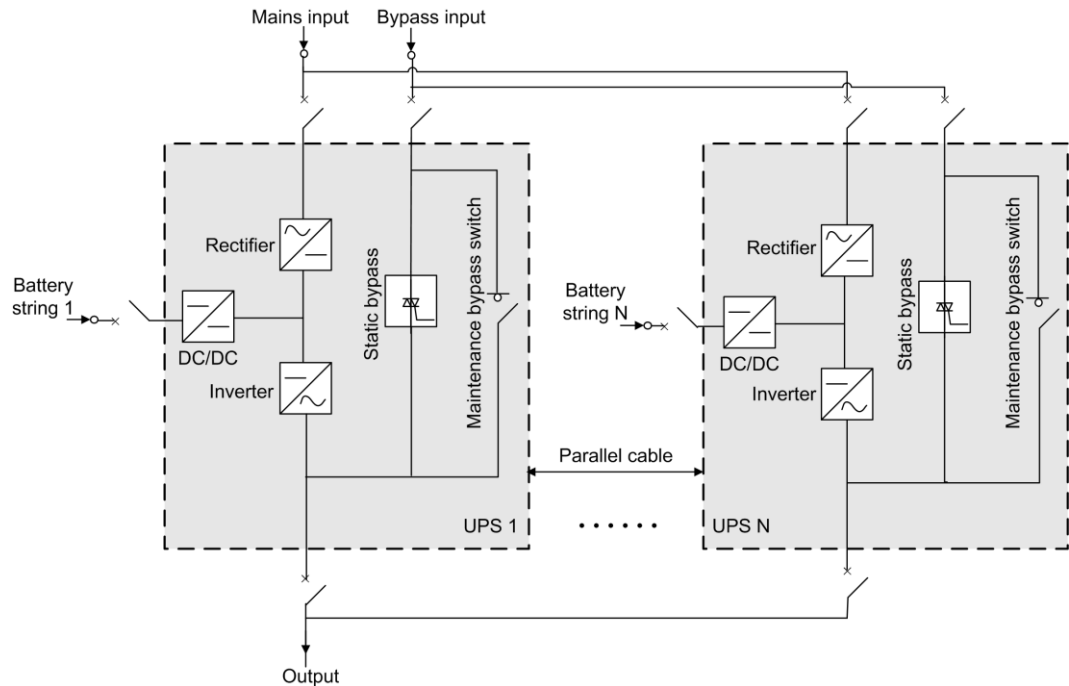 Mains input
Bypass input
Rectifier
Static bypass
Maintenance bypass switch
Battery
string 1
DC/DC
Inverter
UPS 1
Parallel cable
......
Rectifier
Static bypass
Maintenance bypass switch
Battery
string N
DC/DC
Inverter
UPS N
Output